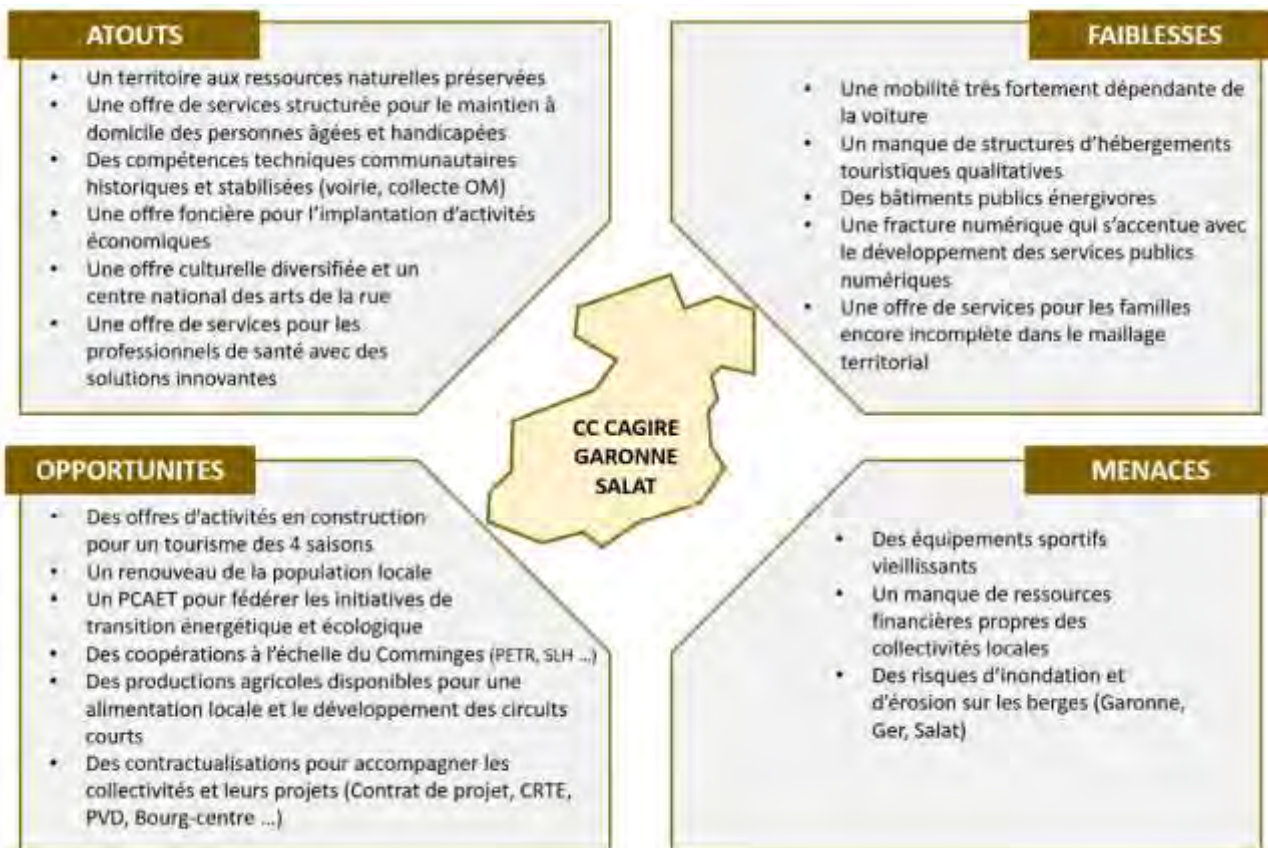 ATOUTS
• Un territoire aux ressources naturelles préservées
• Une offre de services structurée pour le maintien à
domicile des personnes âgées et handicapées
• Des compétences techniques communautaires
historiques et stabilisées (voirie, collecte OM)
• Une offre foncière pour l'implantation d'activités
économiques
• Une offre culturelle diversifiée et un
centre national des arts de la rue
• Une offre de services pour les
professionnels de santé avec des
solutions innovantes
FAIBLESSES
• Une mobilité très fortement dépendante de
la voiture
• Un manque de structures d'hébergements
touristiques qualitatives
• Des bâtiments publics énergivores
• Une fracture numérique qui s'accentue avec
le développement des services publics
numériques
• Une offre de services pour les familles
encore incomplète dans le maillage
territorial
CC CAGIRE
GARONNE
SALAT
OPPORTUNITES
• Des offres d'activités en construction
pour un tourisme des 4 saisons
• Un renouveau de la population locale
• Un PCAET pour fédérer les initiatives de
transition énergétique et écologique
• Des coopérations à l'échelle du Comminges (PETR, SLH ...)
• Des productions agricoles disponibles pour une
alimentation locale et le développement des circuits
courts
• Des contractualisations pour accompagner les
collectivités et leurs projets (Contrat de projet, CRTE,
PVD, Bourg-centre ...)
MENACES
• Des équipements sportifs
vieillissants
• Un manque de ressources
financières propres des
collectivités locales
• Des risques d'inondation et
d'érosion sur les berges (Garonne,
Ger, Salat)